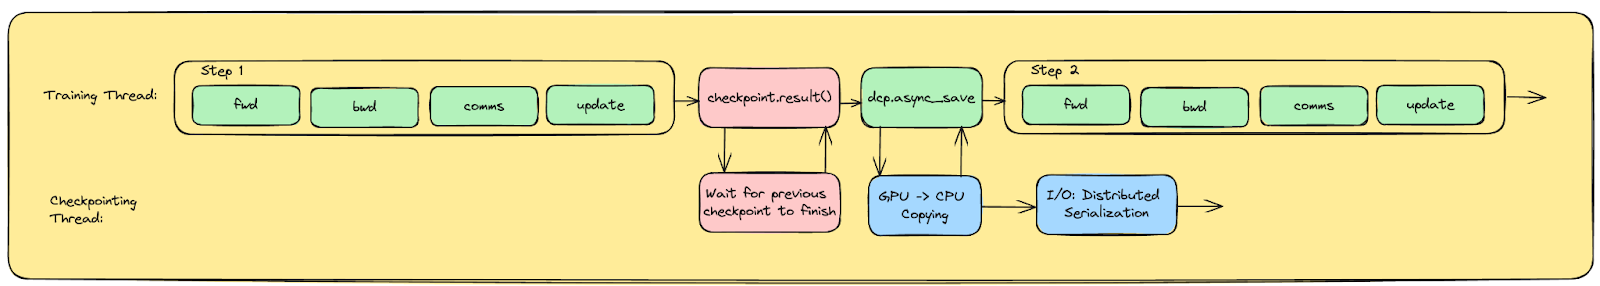 Training Thread:
Step 1
fwd
bwd
comms
update
checkpoint.result()
dcp.async_save
Step 2
fwd
bwd
comms
update
Checkpointing
Thread:
Wait for previous
checkpoint to finish
GPU -> CPU
Copying
I/O: Distributed
Serialization